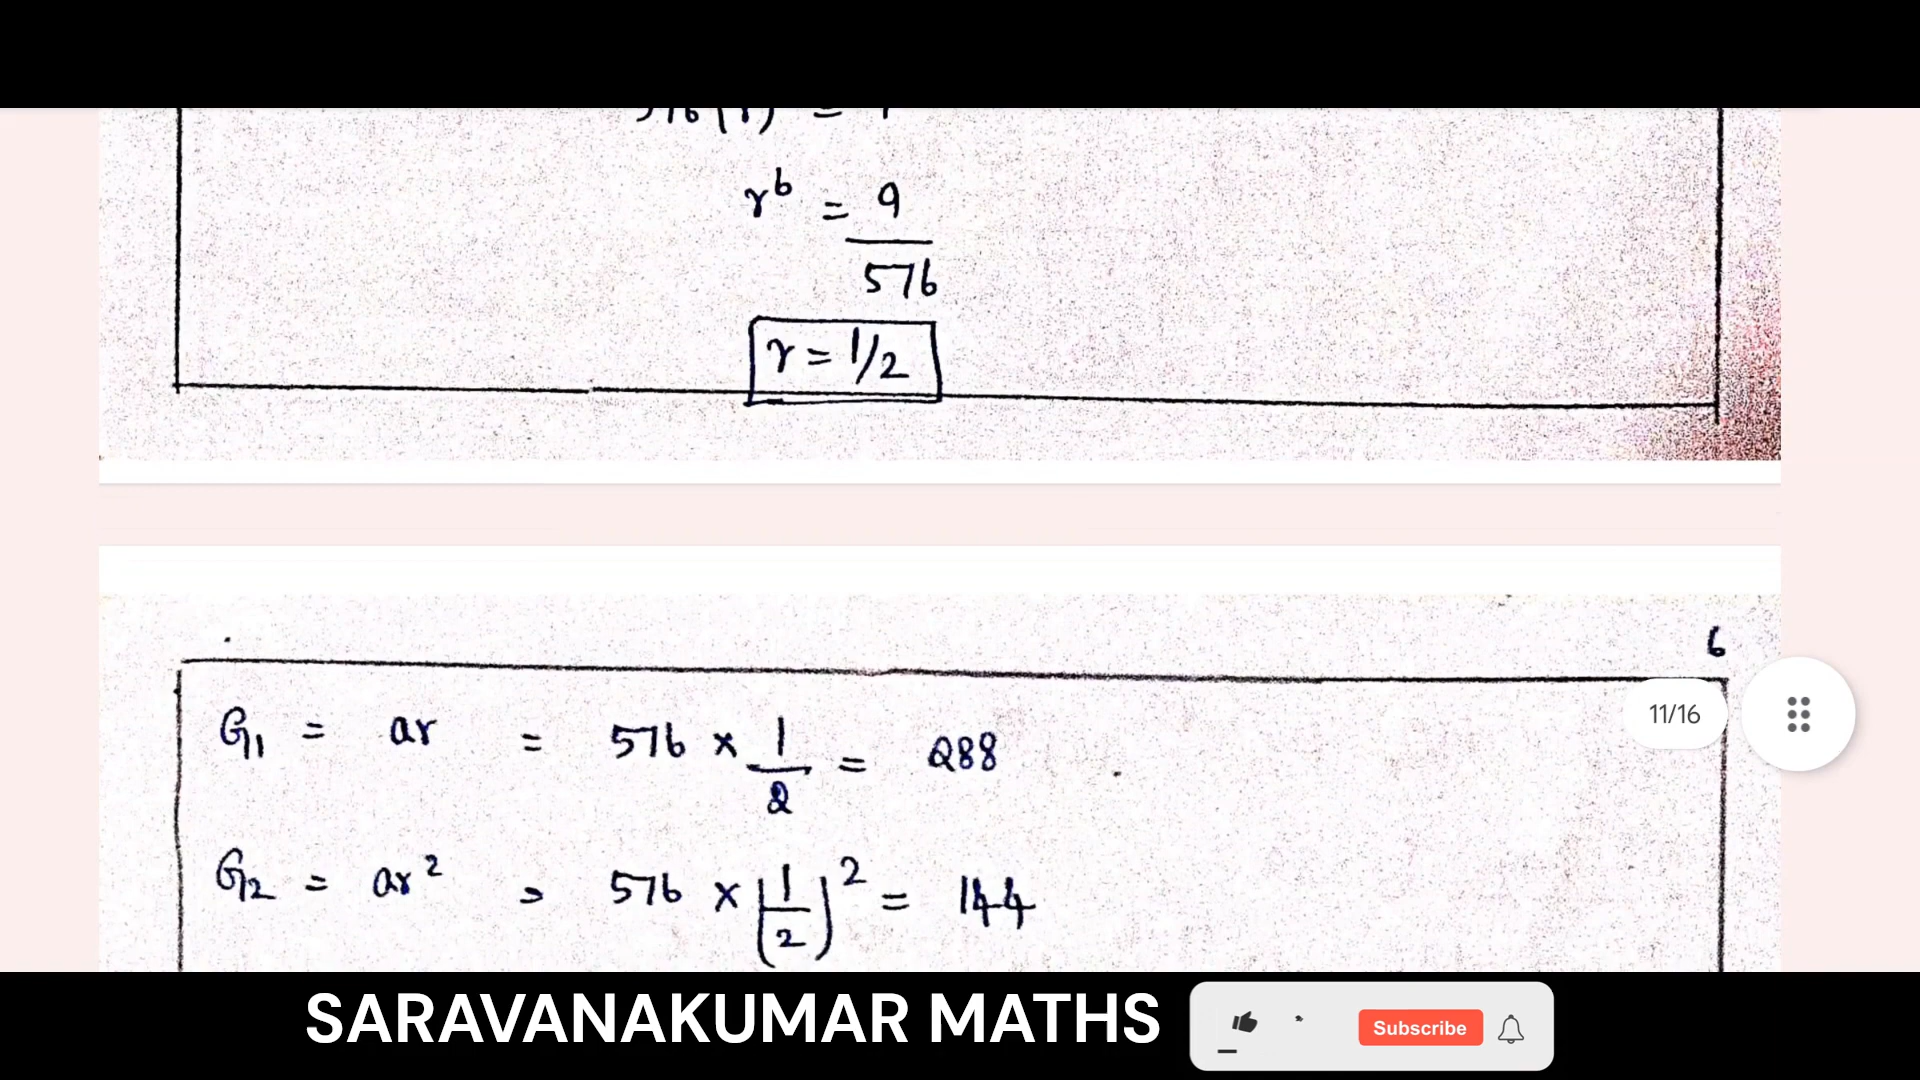 r⁶ = 9
576
r = 1/2
6
G₁ = ar = 576 × 1/2 = 288
11/16
G₂ = ar² = 576 × (1/2)² = 144
SARAVANAKUMAR MATHS
Subscribe